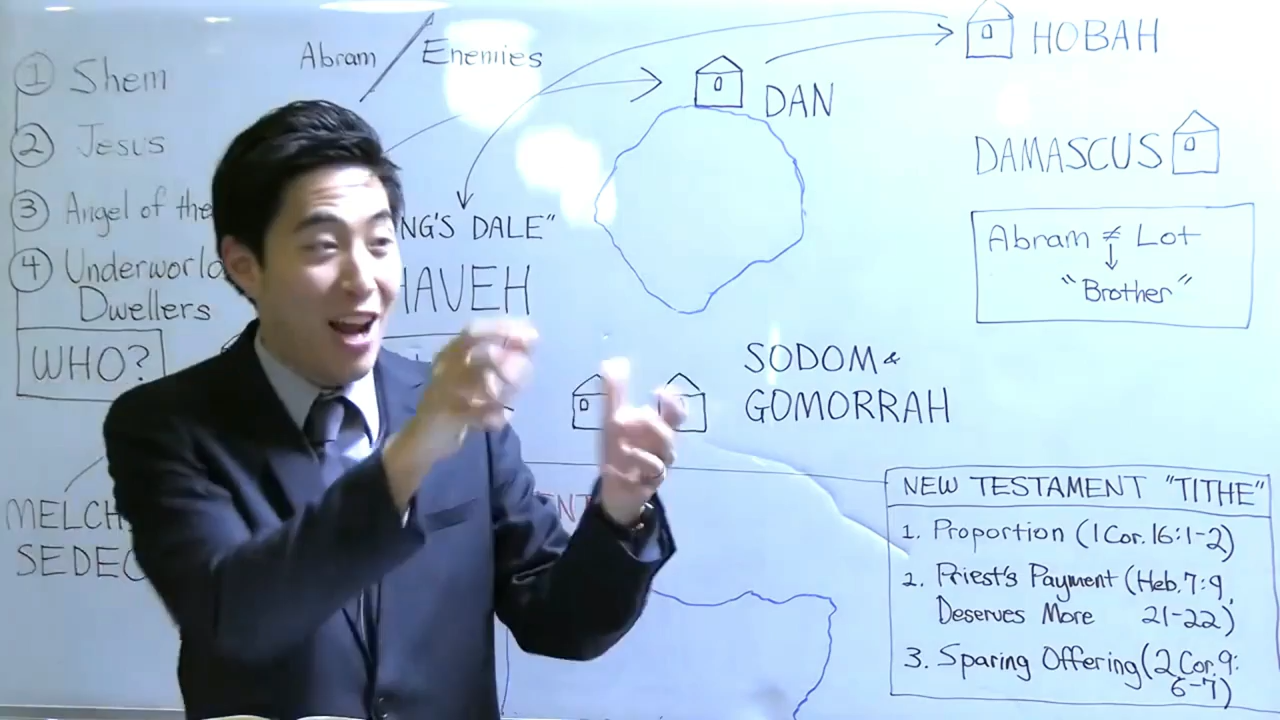 1 Shem
2 Jesus
3 Angel of the
4 Underworld
Dwellers
WHO?
Abram / Enemies
HOBAH
DAN
DAMASCUS
Abram ≠ Lot
"Brother"
NG'S DALE"
HAVEH
SODOM &
GOMORRAH
MELCH
SEDEC
NEW TESTAMENT "TITHE"
1. Proportion (1 Cor. 16:1-2)
2. Priest's Payment (Heb. 7:9,
Deserves More 21-22)
3. Sparing Offering (2 Cor. 9:
6-7)